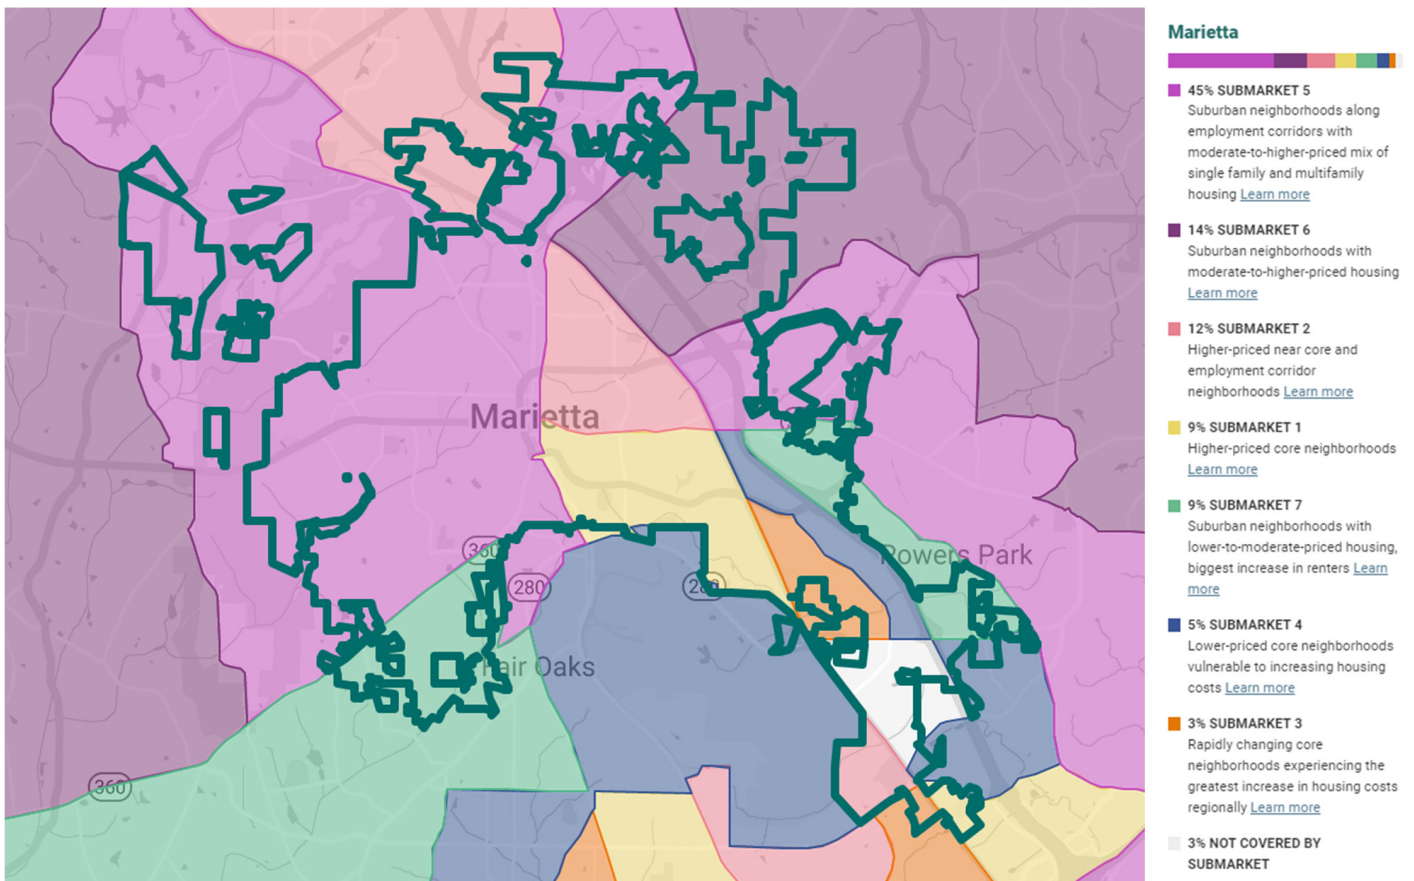 Marietta
360
280
280
Powers Park
Fair Oaks
360
Marietta
45% SUBMARKET 5
Suburban neighborhoods along
employment corridors with
moderate-to-higher-priced mix of
single family and multifamily
housing Learn more
14% SUBMARKET 6
Suburban neighborhoods with
moderate-to-higher-priced housing
Learn more
12% SUBMARKET 2
Higher-priced near core and
employment corridor
neighborhoods Learn more
9% SUBMARKET 1
Higher-priced core neighborhoods
Learn more
9% SUBMARKET 7
Suburban neighborhoods with
lower-to-moderate-priced housing,
biggest increase in renters Learn
more
5% SUBMARKET 4
Lower-priced core neighborhoods
vulnerable to increasing housing
costs Learn more
3% SUBMARKET 3
Rapidly changing core
neighborhoods experiencing the
greatest increase in housing costs
regionally Learn more
3% NOT COVERED BY
SUBMARKET